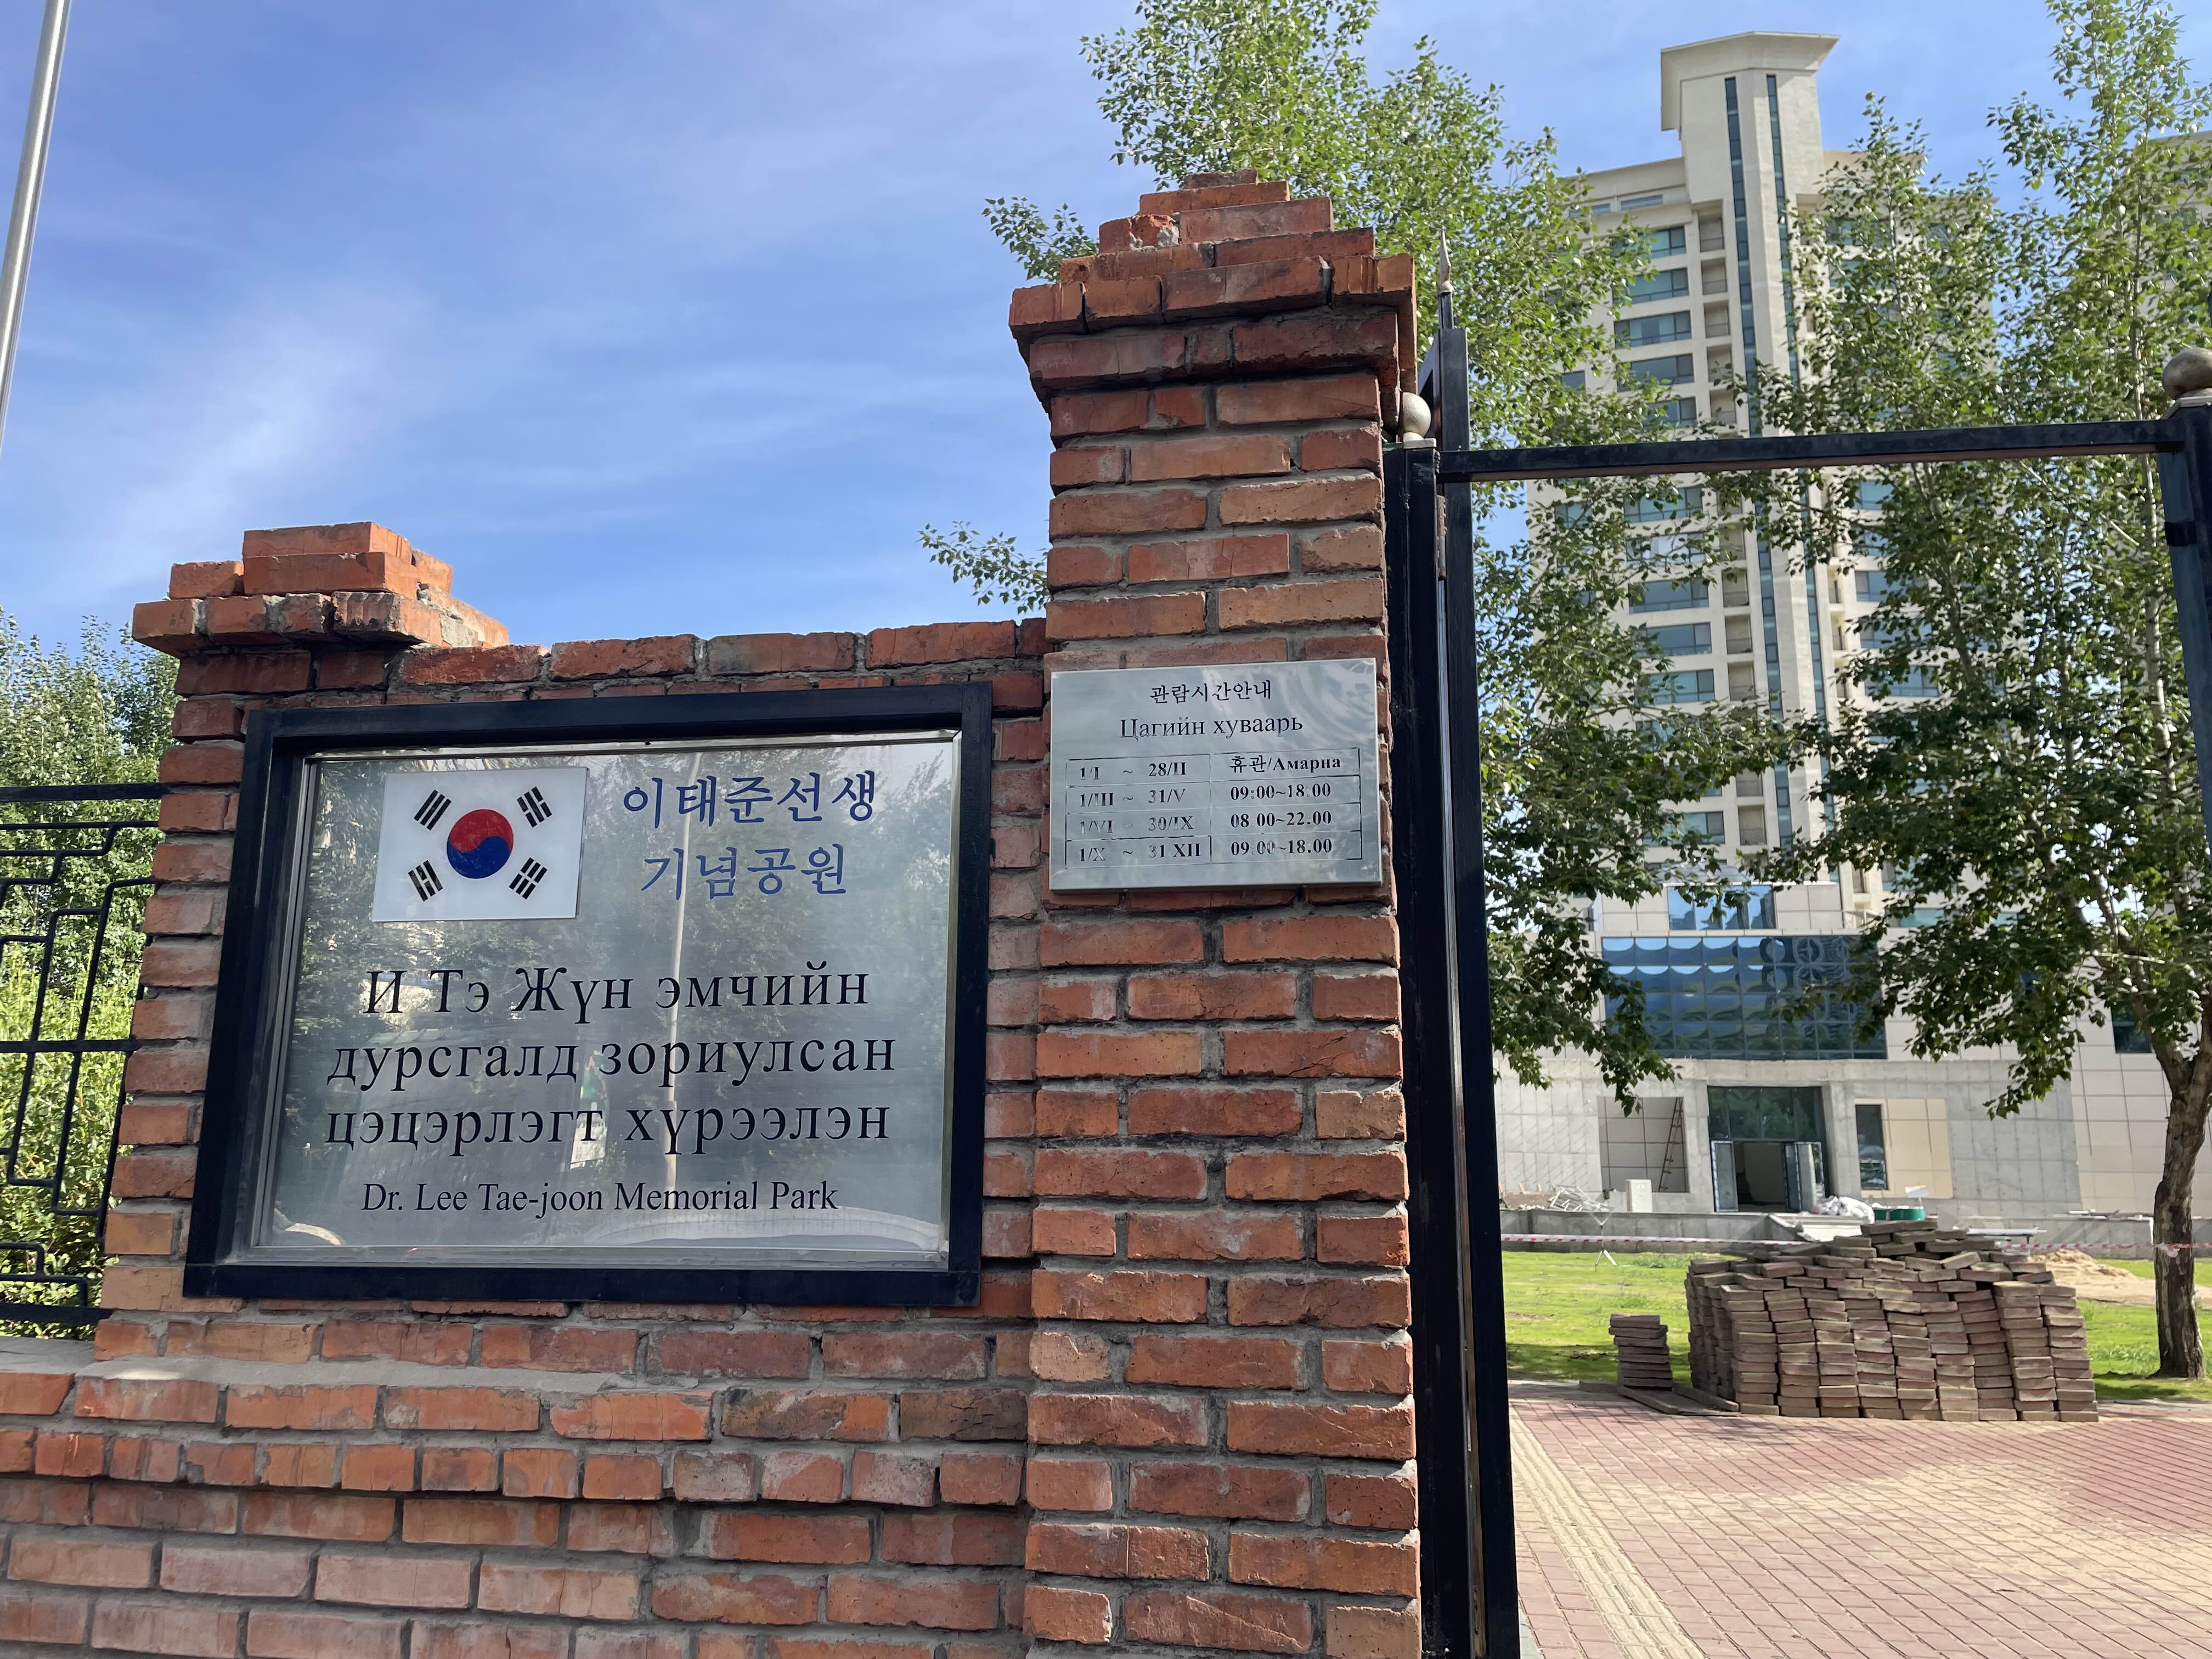 이태준선생
기념공원
И Тэ Жүн эмчийн
дурсгалд зориулсан
цэцэрлэгт хүрээлэн
Dr. Lee Tae-joon Memorial Park
관람시간안내
Цагийн хуваарь
1/I ~ 28/II 휴관/Амарна
1/III ~ 31/V 09:00~18.00
1/VI ~ 30/IX 08 00~22.00
1/X ~ 31 XII 09:00~18.00